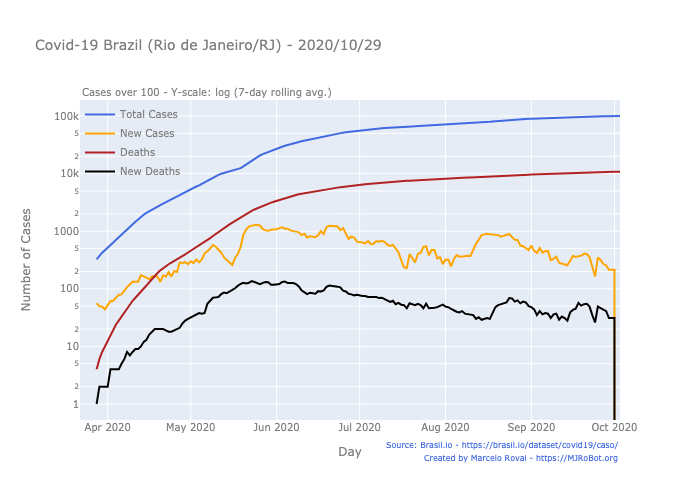 Covid-19 Brazil (Rio de Janeiro/RJ) - 2020/10/29
Cases over 100 - Y-scale: log (7-day rolling avg.)
Total Cases
New Cases
Deaths
New Deaths
100k
5
2
10k
5
2
1000
5
2
100
5
2
10
5
2
1
Number of Cases
Apr 2020 May 2020 Jun 2020 Jul 2020 Aug 2020 Sep 2020 Oct 2020
Day
Source: Brasil.io - https://brasil.io/dataset/covid19/caso/
Created by Marcelo Rovai - https://MJRoBot.org